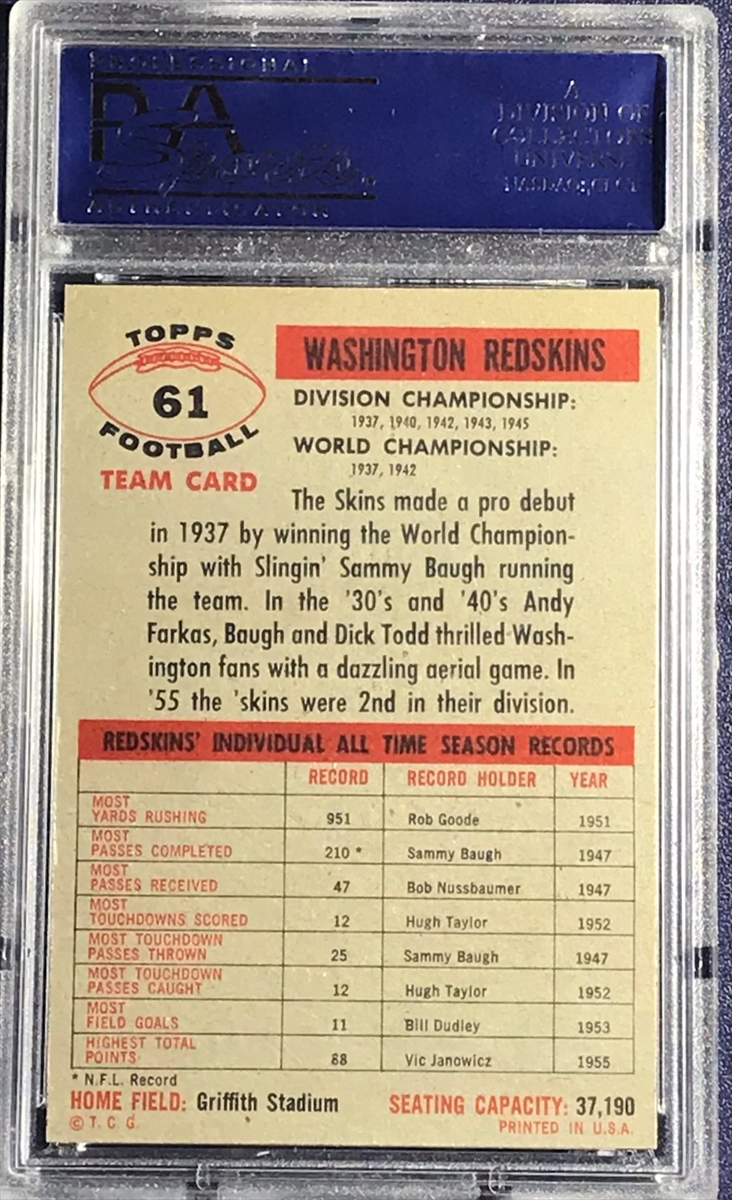 PROFESSIONAL
PSA
Sports
AUTHENTICATOR
A
DIVISION OF
COLLECTORS
UNIVERSE
NASDAQ: CLCT
TOPPS
61
FOOTBALL
TEAM CARD
WASHINGTON REDSKINS
DIVISION CHAMPIONSHIP:
1937, 1940, 1942, 1943, 1945
WORLD CHAMPIONSHIP:
1937, 1942
The Skins made a pro debut
in 1937 by winning the World Champion-
ship with Slingin' Sammy Baugh running
the team. In the '30's and '40's Andy
Farkas, Baugh and Dick Todd thrilled Wash-
ington fans with a dazzling aerial game. In
'55 the 'skins were 2nd in their division.
REDSKINS' INDIVIDUAL ALL TIME SEASON RECORDS
RECORD RECORD HOLDER YEAR
MOST
YARDS RUSHING 951 Rob Goode 1951
MOST
PASSES COMPLETED 210 * Sammy Baugh 1947
MOST
PASSES RECEIVED 47 Bob Nussbaumer 1947
MOST
TOUCHDOWNS SCORED 12 Hugh Taylor 1952
MOST TOUCHDOWN
PASSES THROWN 25 Sammy Baugh 1947
MOST TOUCHDOWN
PASSES CAUGHT 12 Hugh Taylor 1952
MOST
FIELD GOALS 11 Bill Dudley 1953
HIGHEST TOTAL
POINTS 88 Vic Janowicz 1955
* N.F.L. Record
HOME FIELD: Griffith Stadium SEATING CAPACITY: 37,190
© T. C. G. PRINTED IN U.S.A.